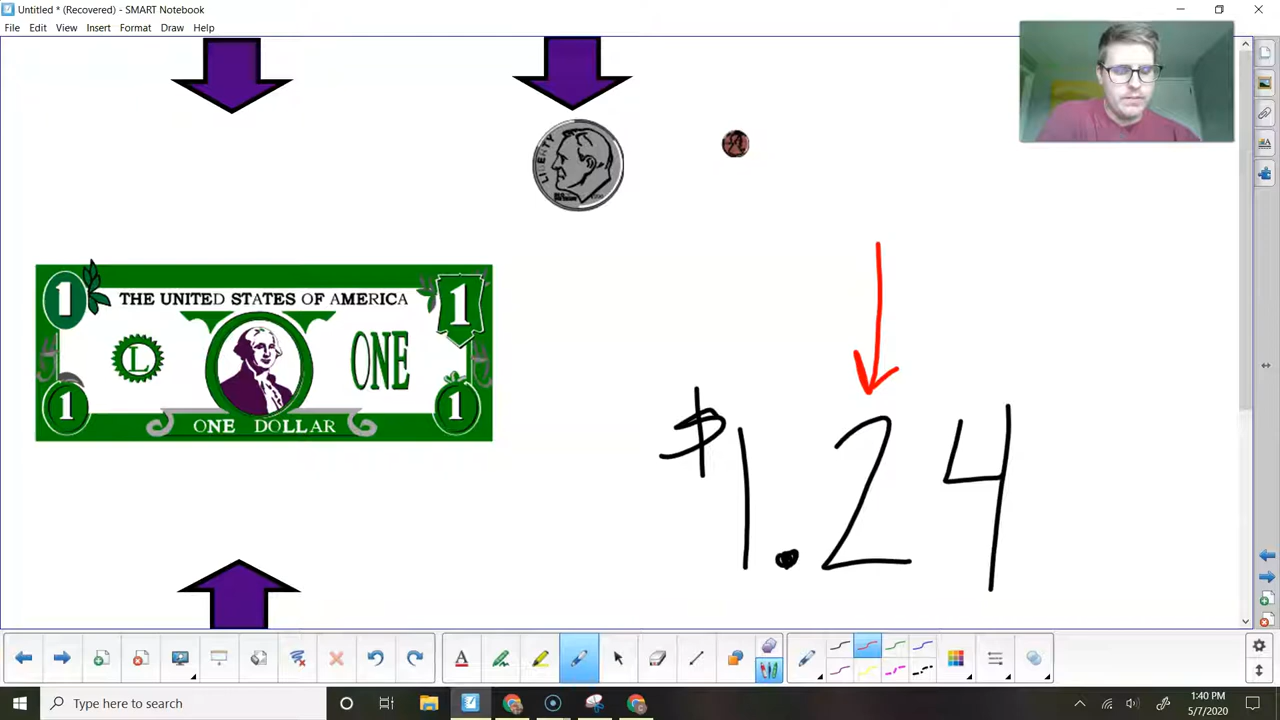 Untitled * (Recovered) - SMART Notebook
File Edit View Insert Format Draw Help
LIBERTY
1 THE UNITED STATES OF AMERICA 1
L ONE
1 ONE DOLLAR 1
$1.24
Type here to search
1:40 PM
5/7/2020